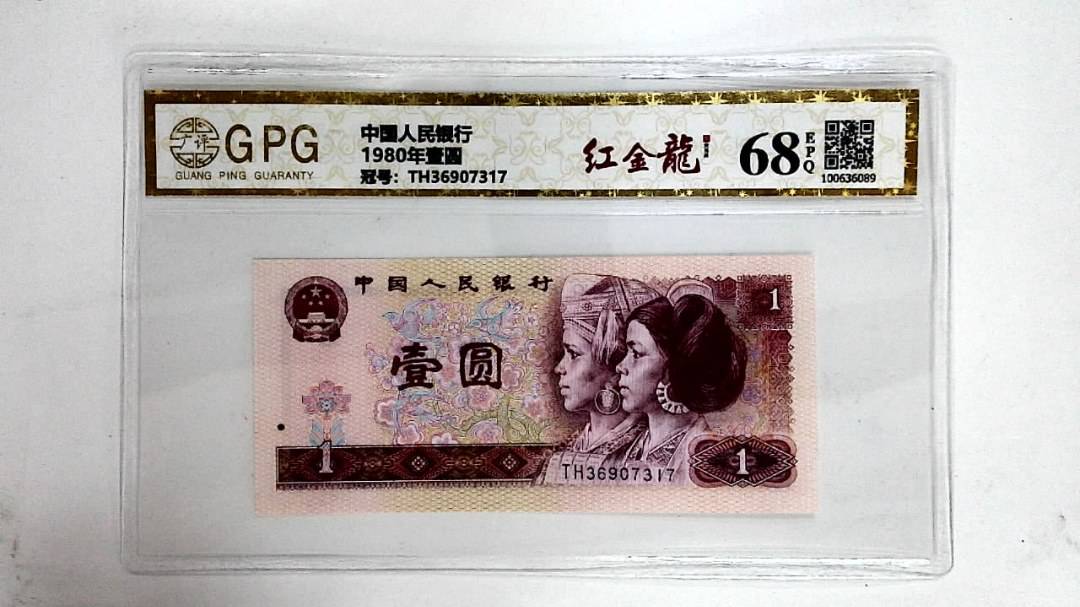 广评
GPG
GUANG PING GUARANTY
中国人民银行
1980年壹圆
冠号：TH36907317
红金龍
68
EPQ
100636089
中国人民银行
1
壹圆
1
TH36907317
1